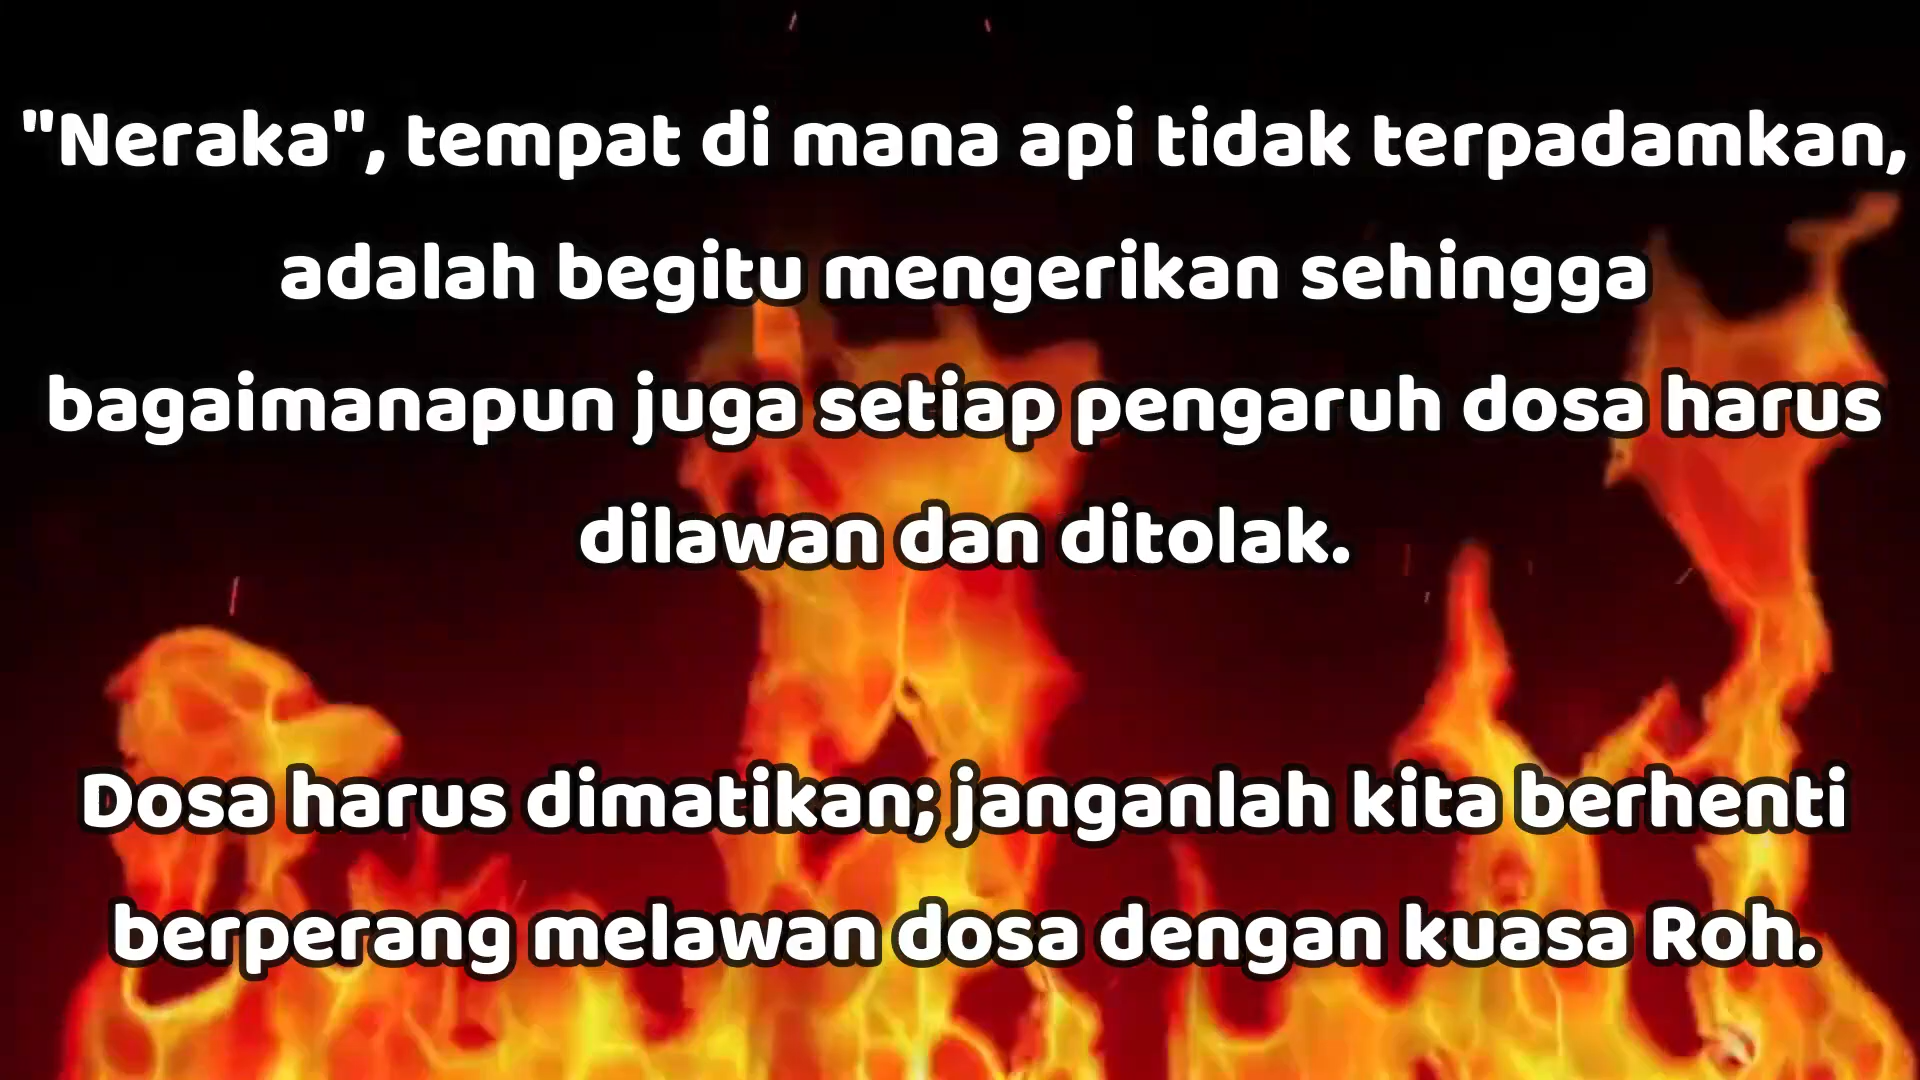 "Neraka", tempat di mana api tidak terpadamkan,
adalah begitu mengerikan sehingga
bagaimanapun juga setiap pengaruh dosa harus
dilawan dan ditolak.
Dosa harus dimatikan; janganlah kita berhenti
berperang melawan dosa dengan kuasa Roh.